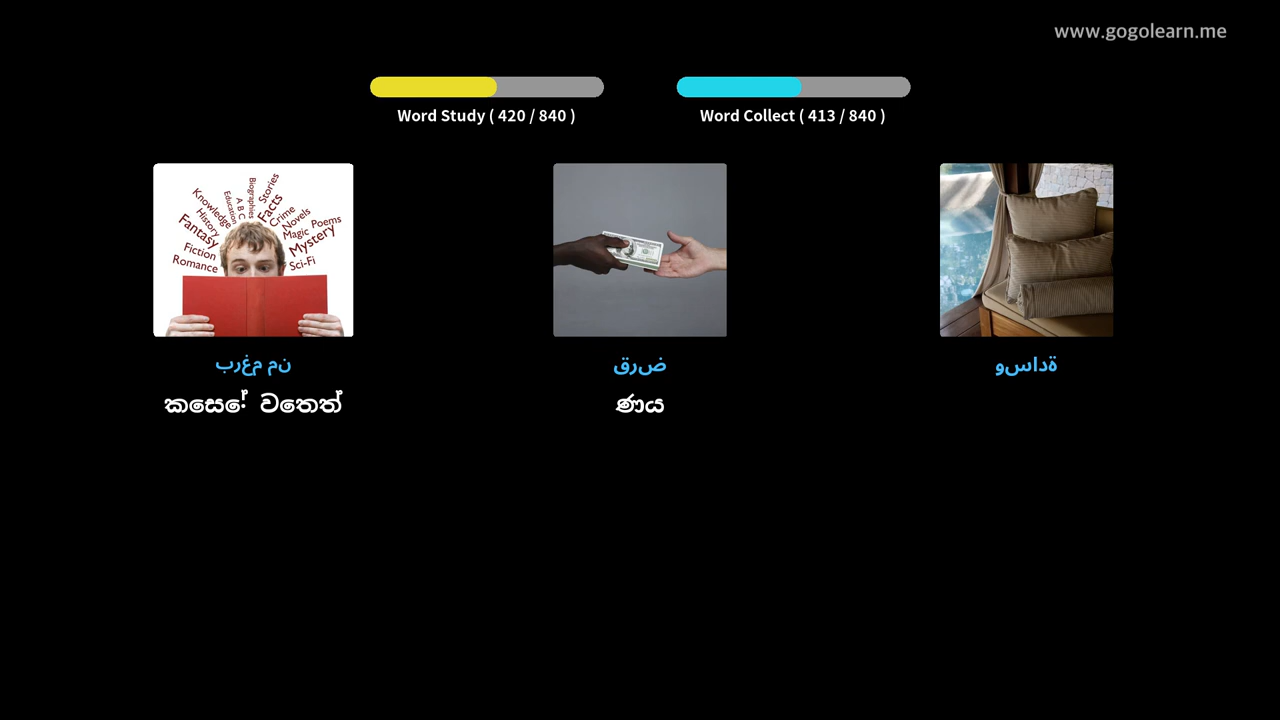 www.gogolearn.me
Word Study ( 420 / 840 )
Word Collect ( 413 / 840 )
Stories
Biographies
A B C
Facts
Education
Knowledge
Crime
Novels
History
Magic
Poems
Fantasy
Mystery
Fiction
Sci-Fi
Romance
برغم من
قرض
وسادة
කෙසේ වෙතත්
ණය